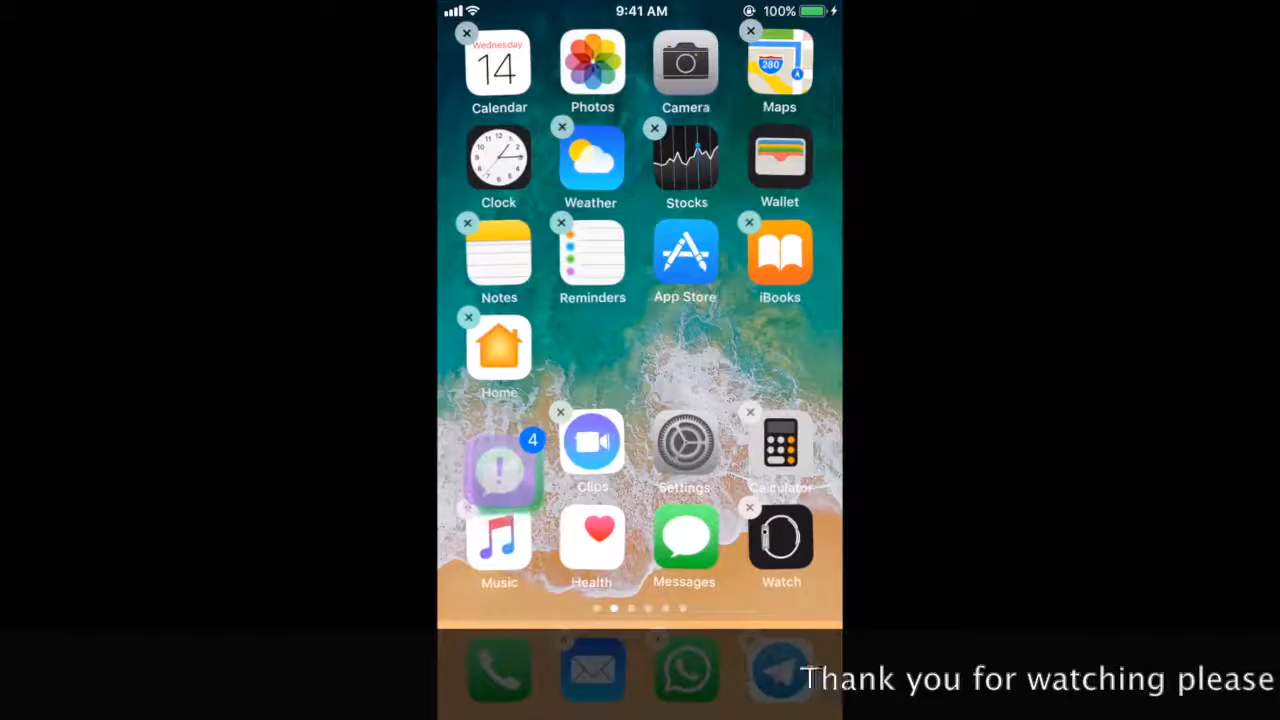 9:41 AM
100%
Wednesday
14
280
Calendar
Photos
Camera
Maps
Clock
Weather
Stocks
Wallet
Notes
Reminders
App Store
iBooks
Home
4
Clips
Settings
Calculator
Music
Health
Messages
Watch
Thank you for watching please